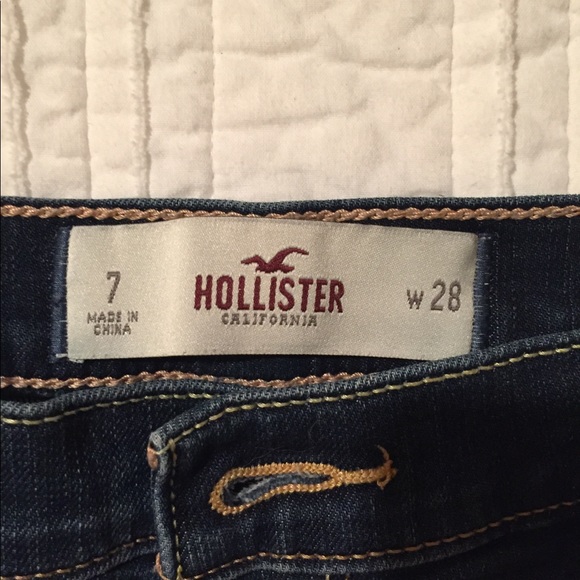 7
MADE IN
CHINA
HOLLISTER
CALIFORNIA
W 28